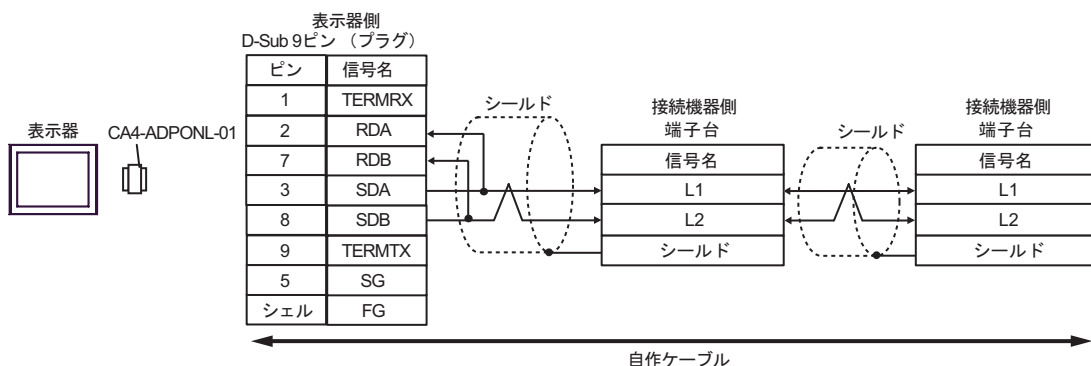 表示器側
D-Sub 9ピン （プラグ）
ピン 信号名
1 TERMRX
2 RDA
7 RDB
3 SDA
8 SDB
9 TERMTX
5 SG
シェル FG
表示器
CA4-ADPONL-01
シールド
接続機器側
端子台
信号名
L1
L2
シールド
シールド
接続機器側
端子台
信号名
L1
L2
シールド
自作ケーブル